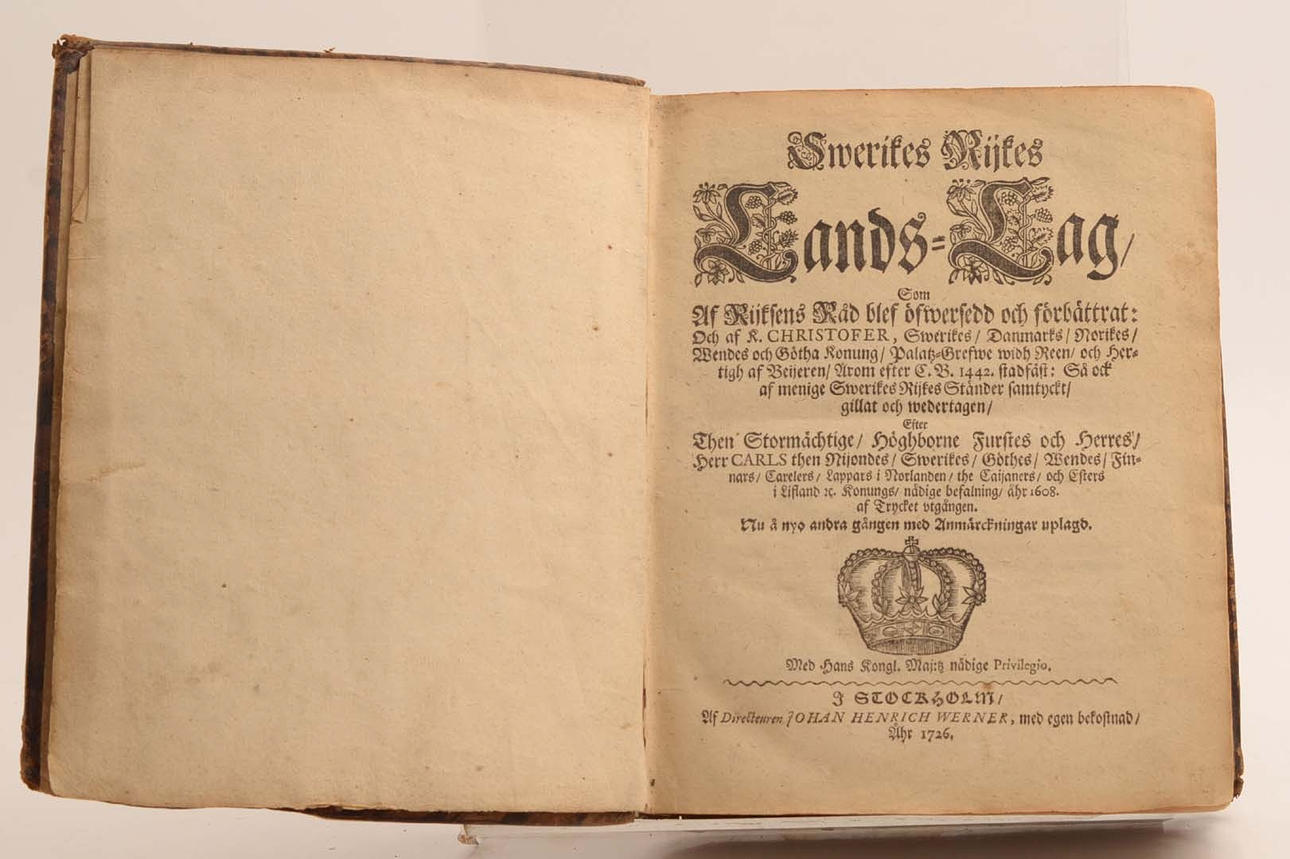 Swerikes Rijkes
Lands-Lag/
Som
Af Rijksens Råd blef öfwersedd och förbättrat:
Och af K. CHRISTOFER, Swerikes/ Danmarks/ Norikes/
Wendes och Götha Konung/ Palatz-Grefwe widh Reen/ och Her-
tigh af Beijeren/ Arom efter C. B. 1442. stadfäst: Så ock
af menige Swerikes Rijkes Ständer samtyckt/
gillat och wedertagen/
Efter
Then Stormächtige/ Höghborne Furstes och Herres/
Herr CARLS then Nijondes/ Swerikes/ Göthes/ Wendes/ Fin-
nars/ Carelers/ Lappars i Norlanden/ the Caijaners/ och Esters
i Lifland ꝛc. Konungs/ nådige befalning/ åhr 1608.
af Trycket vtgången.
Nu å nyo andra gången med Anmärckningar uplagd.
Med Hans Kongl. Maj:tz nådige Privilegio.
I STOCKHOLM/
Af Directeuren JOHAN HENRICH WERNER, med egen bekostnad/
Åhr 1726.